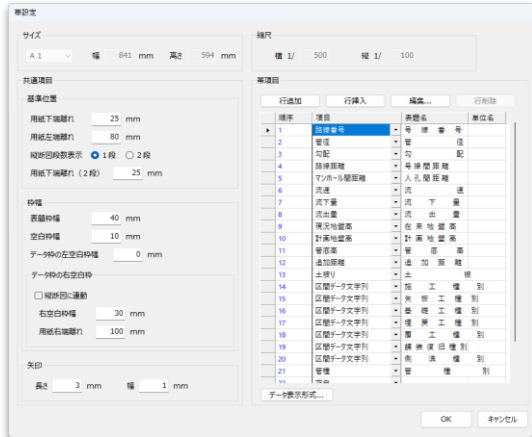 帯設定
サイズ
A 1 幅 841 mm 高さ 594 mm
縮尺
横 1/ 500 縦 1/ 100
共通項目
基準位置
用紙下端離れ 25 mm
用紙左端離れ 80 mm
縦断図段数表示 1段 2段
用紙下端離れ(2段) 25 mm
枠幅
表題枠幅 40 mm
空白枠幅 10 mm
データ枠の左空白枠幅 0 mm
データ枠の右空白枠
縦断図に連動
右空白枠幅 30 mm
用紙右端離れ 100 mm
矢印
長さ 3 mm 幅 1 mm
帯項目
行追加 行挿入 編集... 行削除
順序 項目 表題名 単位名
1 路線番号 号 線 番 号
2 管径 管 径
3 勾配 勾 配
4 路線距離 号 線 間 距 離
5 マンホール間距離 人 孔 間 距 離
6 流速 流 速
7 流下量 流 下 量
8 流出量 流 出 量
9 現況地盤高 在 来 地 盤 高
10 計画地盤高 計 画 地 盤 高
11 管底高 管 底 高
12 追加距離 追 加 距 離
13 土被り 土 被
14 区間データ文字列 施 工 種 別
15 区間データ文字列 矢 板 工 種 別
16 区間データ文字列 基 礎 工 種 別
17 区間データ文字列 埋 戻 工 種 別
18 区間データ文字列 覆 工 種 別
19 区間データ文字列 舗 装 復 旧 種 別
20 区間データ文字列 側 溝 種 別
21 管種 管 種 別
データ表示形式...
OK キャンセル